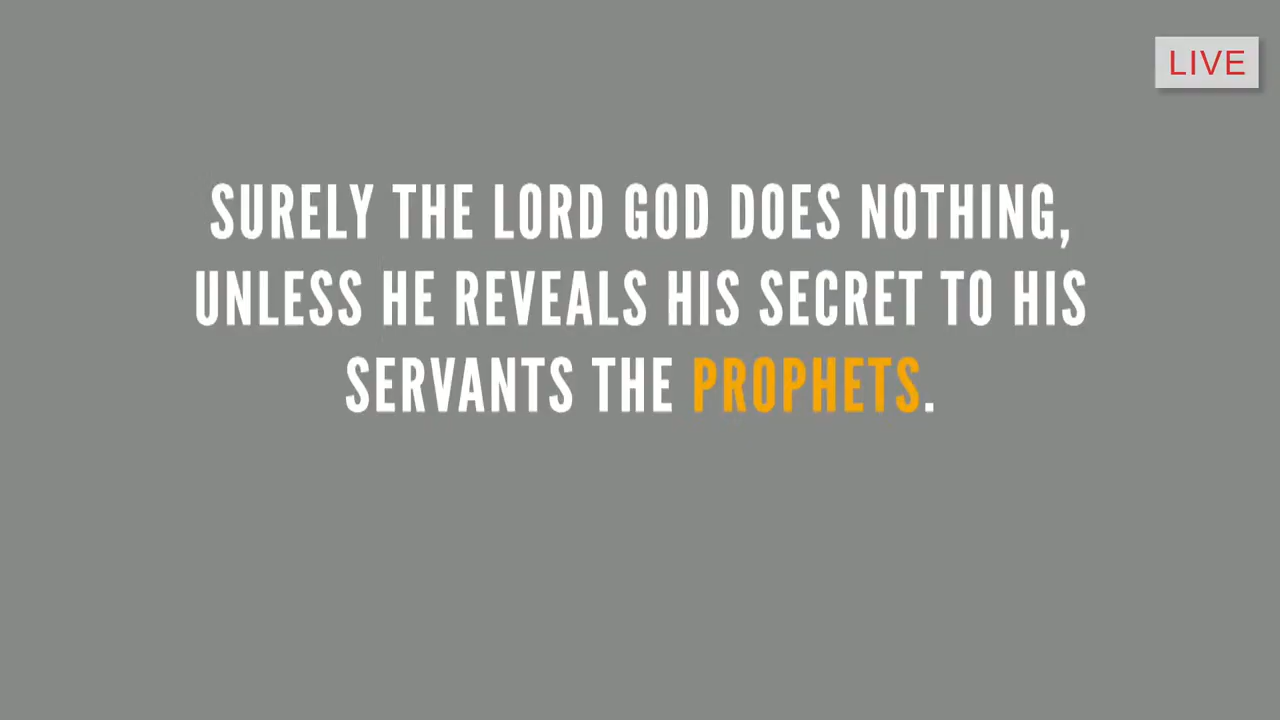 LIVE
SURELY THE LORD GOD DOES NOTHING,
UNLESS HE REVEALS HIS SECRET TO HIS
SERVANTS THE PROPHETS.